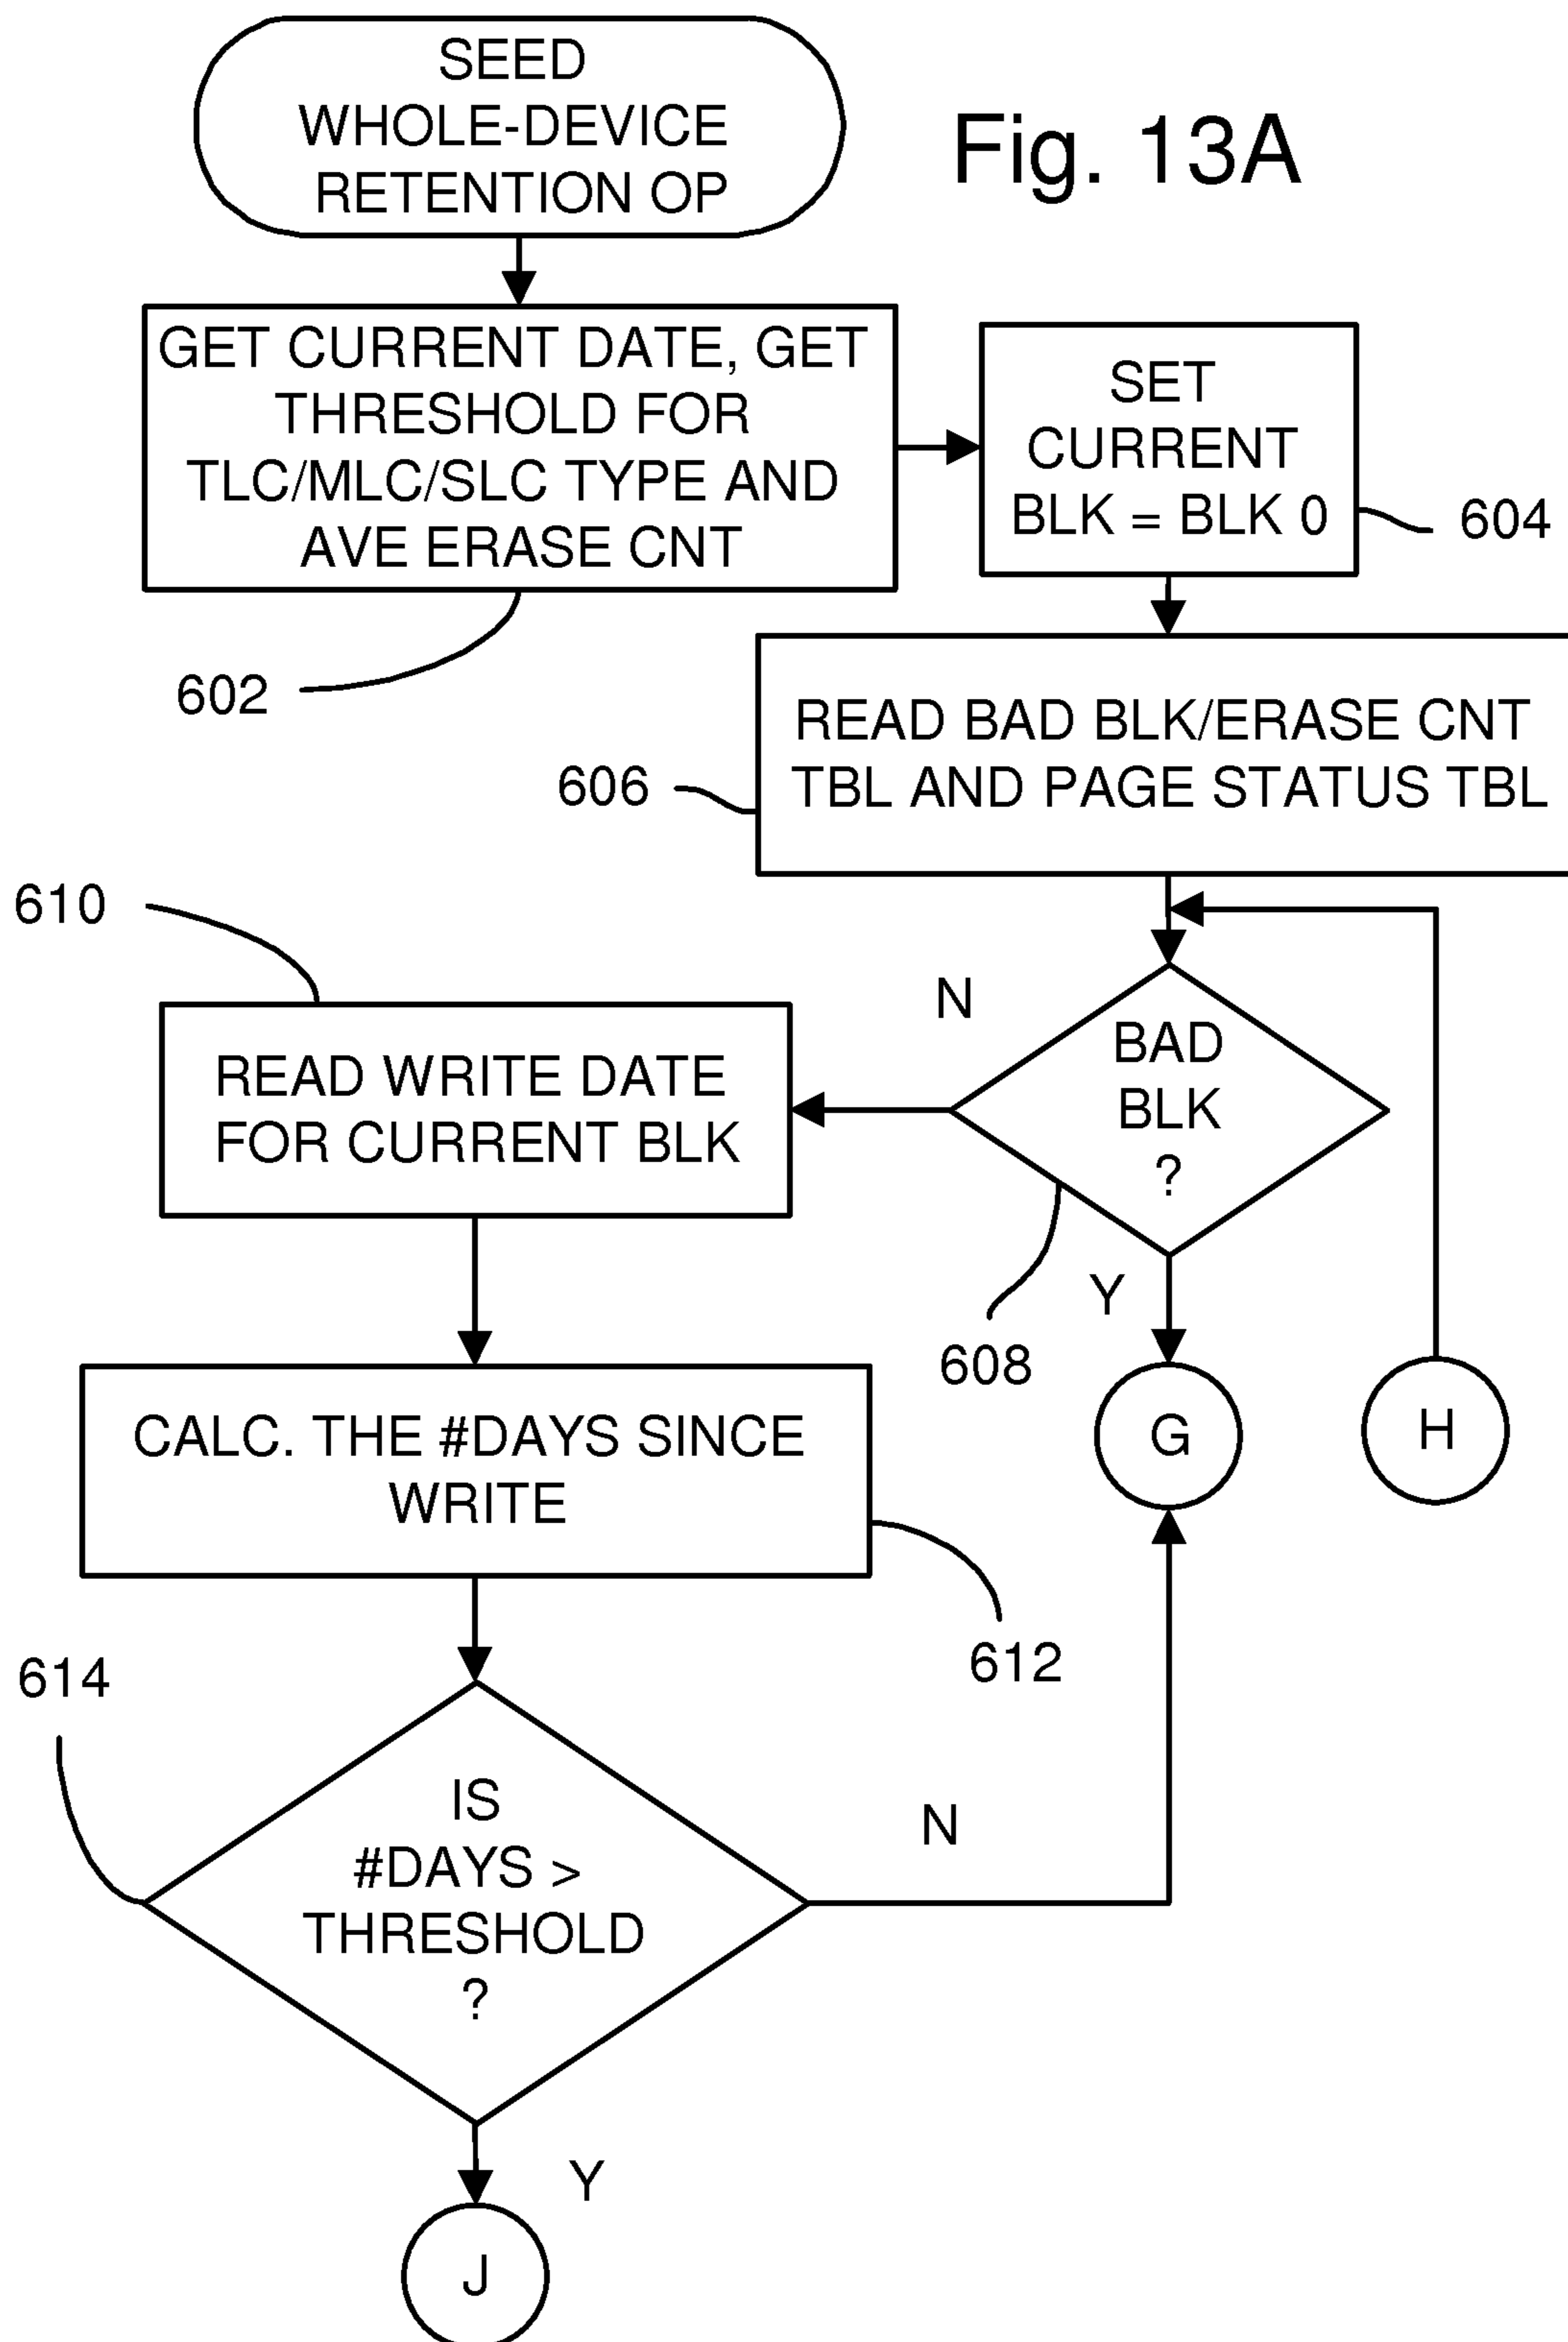 SEED
WHOLE-DEVICE
RETENTION OP
Fig. 13A
GET CURRENT DATE, GET
THRESHOLD FOR
TLC/MLC/SLC TYPE AND
AVE ERASE CNT
602
SET
CURRENT
BLK = BLK 0
604
READ BAD BLK/ERASE CNT
TBL AND PAGE STATUS TBL
606
BAD
BLK
?
608
N
Y
610
READ WRITE DATE
FOR CURRENT BLK
G
H
CALC. THE #DAYS SINCE
WRITE
612
614
IS
#DAYS >
THRESHOLD
?
N
Y
J